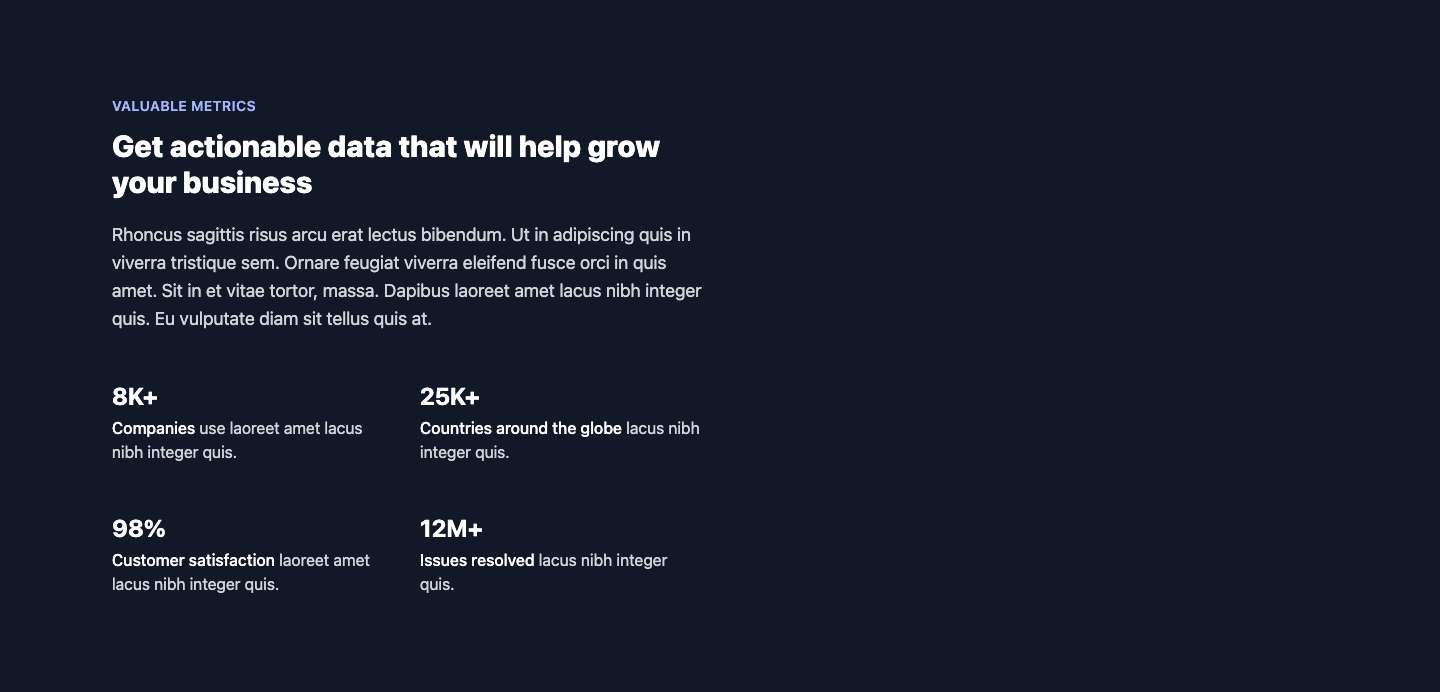 VALUABLE METRICS
Get actionable data that will help grow
your business
Rhoncus sagittis risus arcu erat lectus bibendum. Ut in adipiscing quis in
viverra tristique sem. Ornare feugiat viverra eleifend fusce orci in quis
amet. Sit in et vitae tortor, massa. Dapibus laoreet amet lacus nibh integer
quis. Eu vulputate diam sit tellus quis at.
8K+
Companies use laoreet amet lacus
nibh integer quis.
25K+
Countries around the globe lacus nibh
integer quis.
98%
Customer satisfaction laoreet amet
lacus nibh integer quis.
12M+
Issues resolved lacus nibh integer
quis.